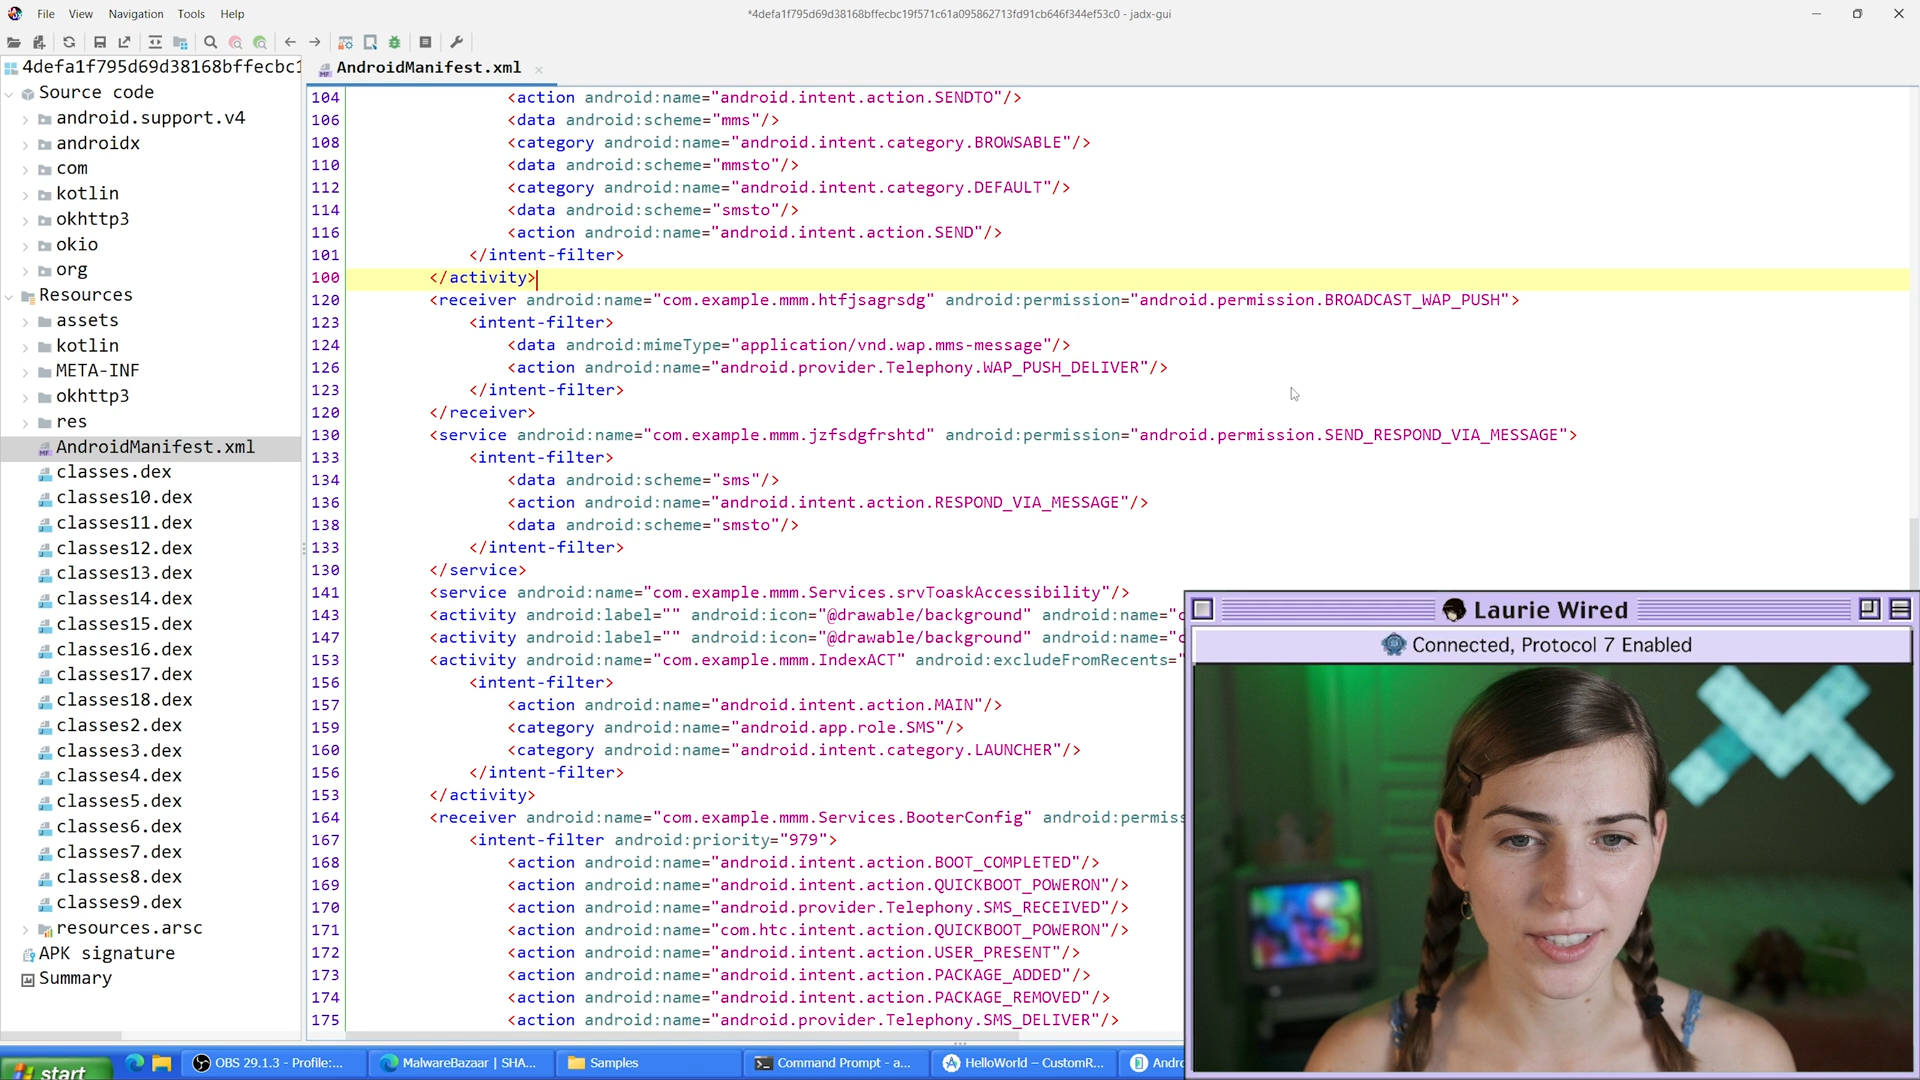 File View Navigation Tools Help
*4defa1f795d69d38168bffecbc19f571c61a095862713fd91cb646f344ef53c0 - jadx-gui
4defa1f795d69d38168bffecbc1
Source code
android.support.v4
androidx
com
kotlin
okhttp3
okio
org
Resources
assets
kotlin
META-INF
okhttp3
res
AndroidManifest.xml
classes.dex
classes10.dex
classes11.dex
classes12.dex
classes13.dex
classes14.dex
classes15.dex
classes16.dex
classes17.dex
classes18.dex
classes2.dex
classes3.dex
classes4.dex
classes5.dex
classes6.dex
classes7.dex
classes8.dex
classes9.dex
resources.arsc
APK signature
Summary
AndroidManifest.xml
104 <action android:name="android.intent.action.SENDTO"/>
106 <data android:scheme="mms"/>
108 <category android:name="android.intent.category.BROWSABLE"/>
110 <data android:scheme="mmsto"/>
112 <category android:name="android.intent.category.DEFAULT"/>
114 <data android:scheme="smsto"/>
116 <action android:name="android.intent.action.SEND"/>
101 </intent-filter>
100 </activity>
120 <receiver android:name="com.example.mmm.htfjsagrsdg" android:permission="android.permission.BROADCAST_WAP_PUSH">
123 <intent-filter>
124 <data android:mimeType="application/vnd.wap.mms-message"/>
126 <action android:name="android.provider.Telephony.WAP_PUSH_DELIVER"/>
123 </intent-filter>
120 </receiver>
130 <service android:name="com.example.mmm.jzfsdgfrshtd" android:permission="android.permission.SEND_RESPOND_VIA_MESSAGE">
133 <intent-filter>
134 <data android:scheme="sms"/>
136 <action android:name="android.intent.action.RESPOND_VIA_MESSAGE"/>
138 <data android:scheme="smsto"/>
133 </intent-filter>
130 </service>
141 <service android:name="com.example.mmm.Services.srvToaskAccessibility"/>
143 <activity android:label="" android:icon="@drawable/background" android:name="c
147 <activity android:label="" android:icon="@drawable/background" android:name="c
153 <activity android:name="com.example.mmm.IndexACT" android:excludeFromRecents="
156 <intent-filter>
157 <action android:name="android.intent.action.MAIN"/>
159 <category android:name="android.app.role.SMS"/>
160 <category android:name="android.intent.category.LAUNCHER"/>
156 </intent-filter>
153 </activity>
164 <receiver android:name="com.example.mmm.Services.BooterConfig" android:permiss
167 <intent-filter android:priority="979">
168 <action android:name="android.intent.action.BOOT_COMPLETED"/>
169 <action android:name="android.intent.action.QUICKBOOT_POWERON"/>
170 <action android:name="android.provider.Telephony.SMS_RECEIVED"/>
171 <action android:name="com.htc.intent.action.QUICKBOOT_POWERON"/>
172 <action android:name="android.intent.action.USER_PRESENT"/>
173 <action android:name="android.intent.action.PACKAGE_ADDED"/>
174 <action android:name="android.intent.action.PACKAGE_REMOVED"/>
175 <action android:name="android.provider.Telephony.SMS_DELIVER"/>
Laurie Wired
Connected, Protocol 7 Enabled
start
OBS 29.1.3 - Profile:...
MalwareBazaar | SHA...
Samples
Command Prompt - a...
HelloWorld – CustomR...
Andro